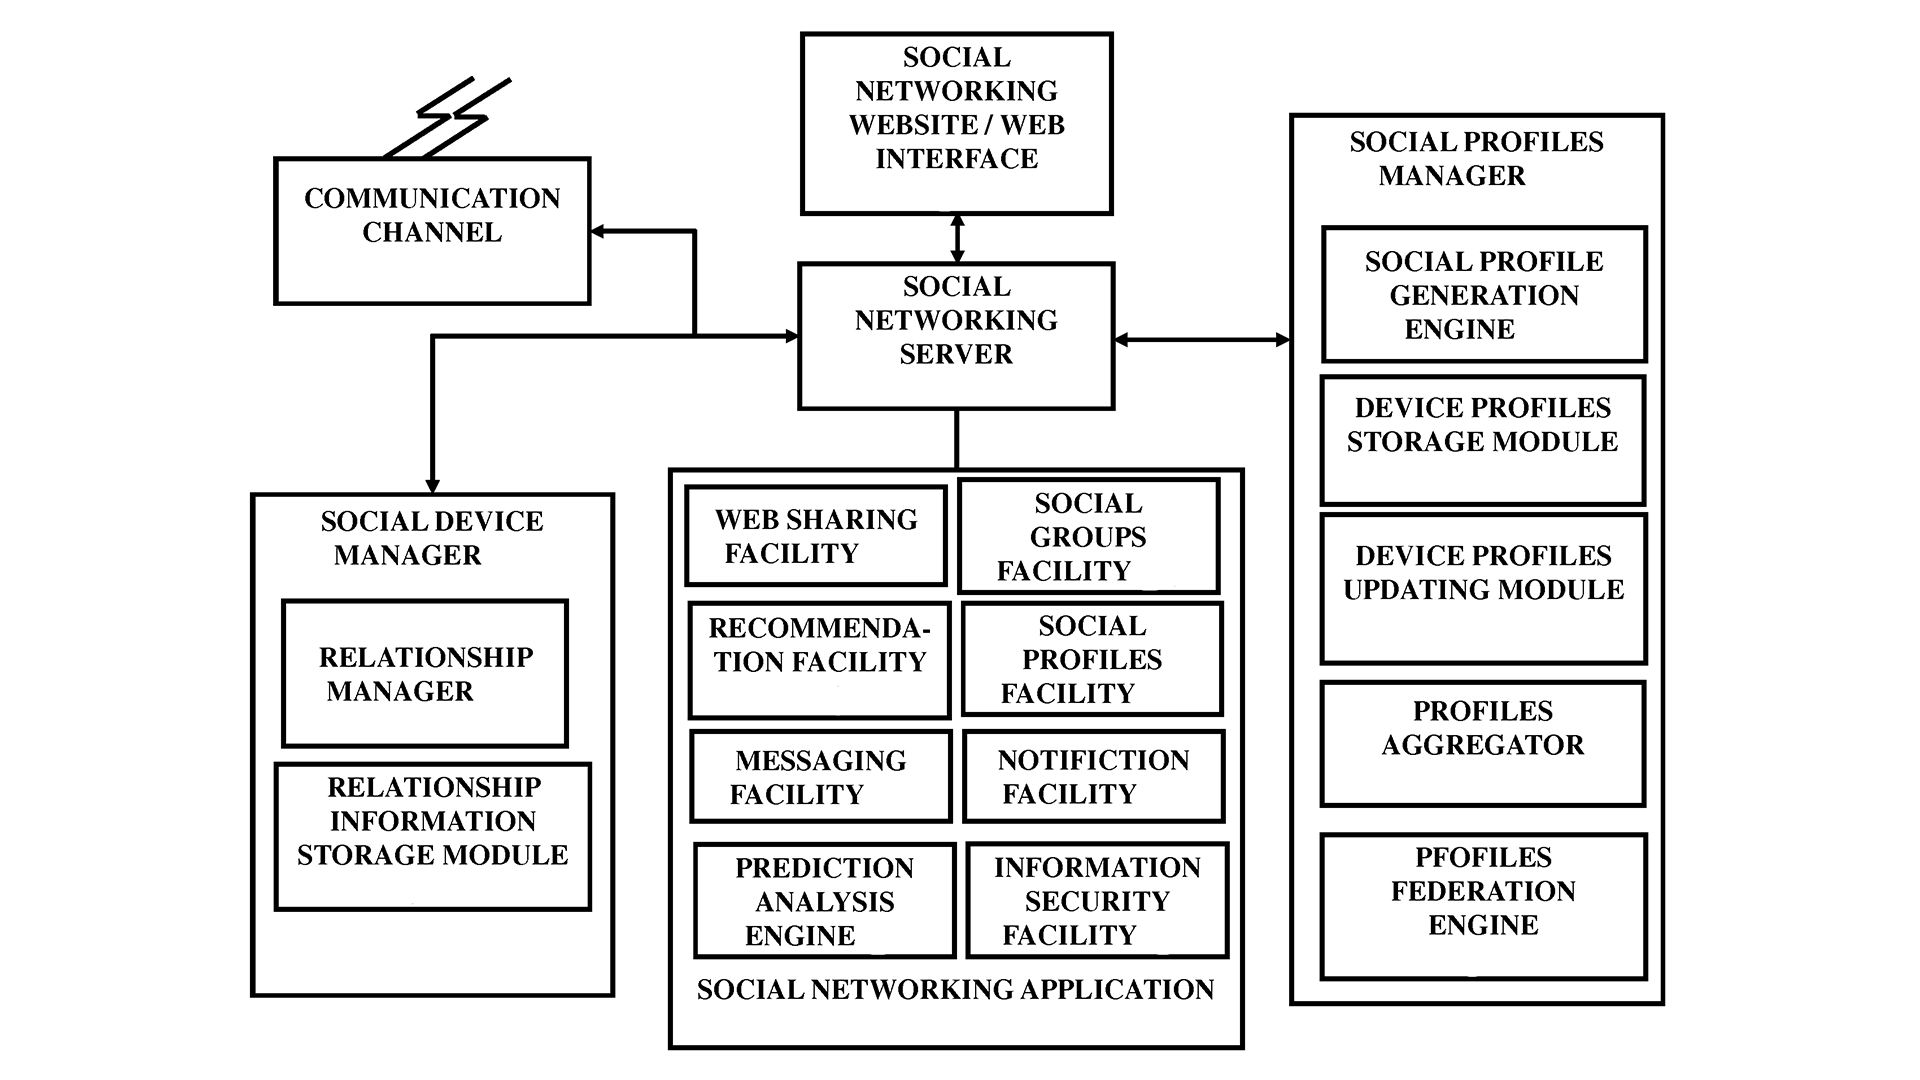 SOCIAL
NETWORKING
WEBSITE / WEB
INTERFACE
COMMUNICATION
CHANNEL
SOCIAL
NETWORKING
SERVER
SOCIAL DEVICE
MANAGER
RELATIONSHIP
MANAGER
RELATIONSHIP
INFORMATION
STORAGE MODULE
WEB SHARING
FACILITY
SOCIAL
GROUPS
FACILITY
RECOMMENDA-
TION FACILITY
SOCIAL
PROFILES
FACILITY
MESSAGING
FACILITY
NOTIFICTION
FACILITY
PREDICTION
ANALYSIS
ENGINE
INFORMATION
SECURITY
FACILITY
SOCIAL NETWORKING APPLICATION
SOCIAL PROFILES
MANAGER
SOCIAL PROFILE
GENERATION
ENGINE
DEVICE PROFILES
STORAGE MODULE
DEVICE PROFILES
UPDATING MODULE
PROFILES
AGGREGATOR
PFOFILES
FEDERATION
ENGINE